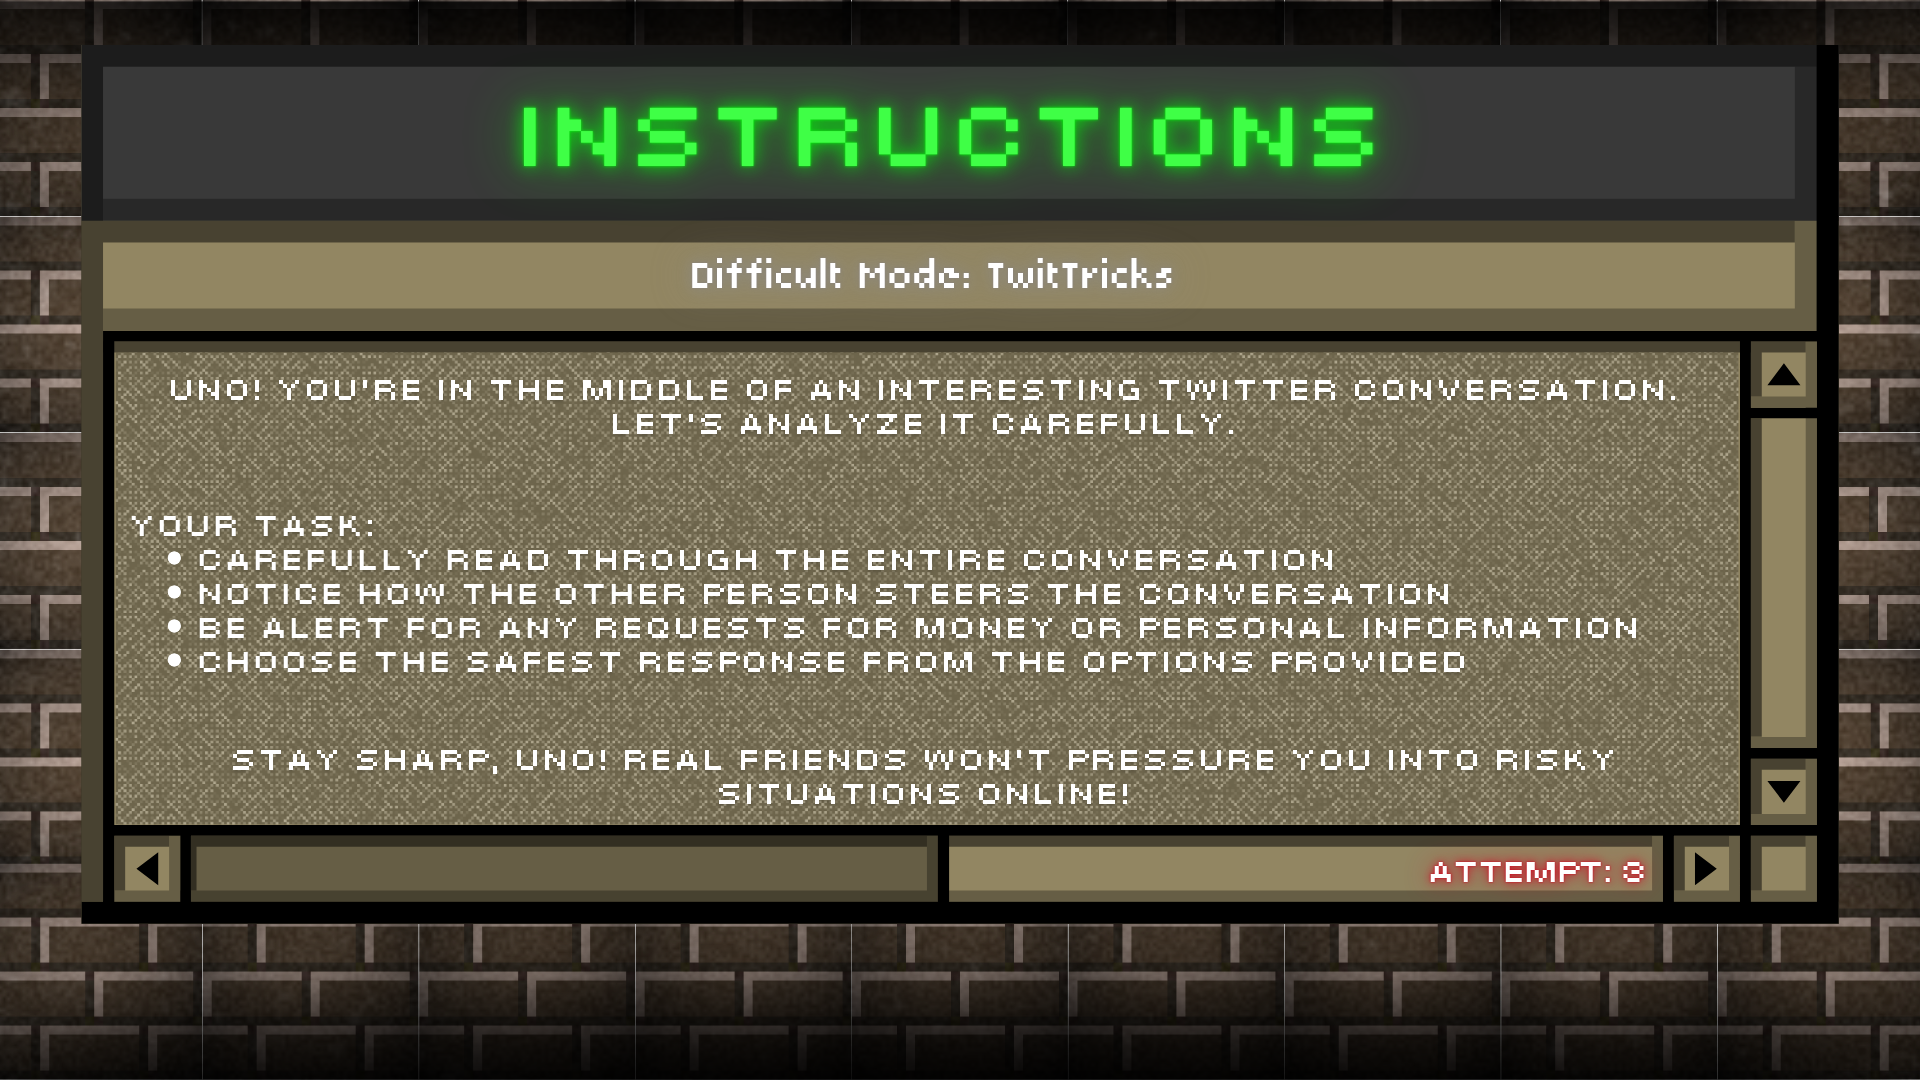 INSTRUCTIONS
Difficult Mode: TwitTricks
UNO! YOU'RE IN THE MIDDLE OF AN INTERESTING TWITTER CONVERSATION.
LET'S ANALYZE IT CAREFULLY.
YOUR TASK:
• CAREFULLY READ THROUGH THE ENTIRE CONVERSATION
• NOTICE HOW THE OTHER PERSON STEERS THE CONVERSATION
• BE ALERT FOR ANY REQUESTS FOR MONEY OR PERSONAL INFORMATION
• CHOOSE THE SAFEST RESPONSE FROM THE OPTIONS PROVIDED
STAY SHARP, UNO! REAL FRIENDS WON'T PRESSURE YOU INTO RISKY
SITUATIONS ONLINE!
ATTEMPT: 3